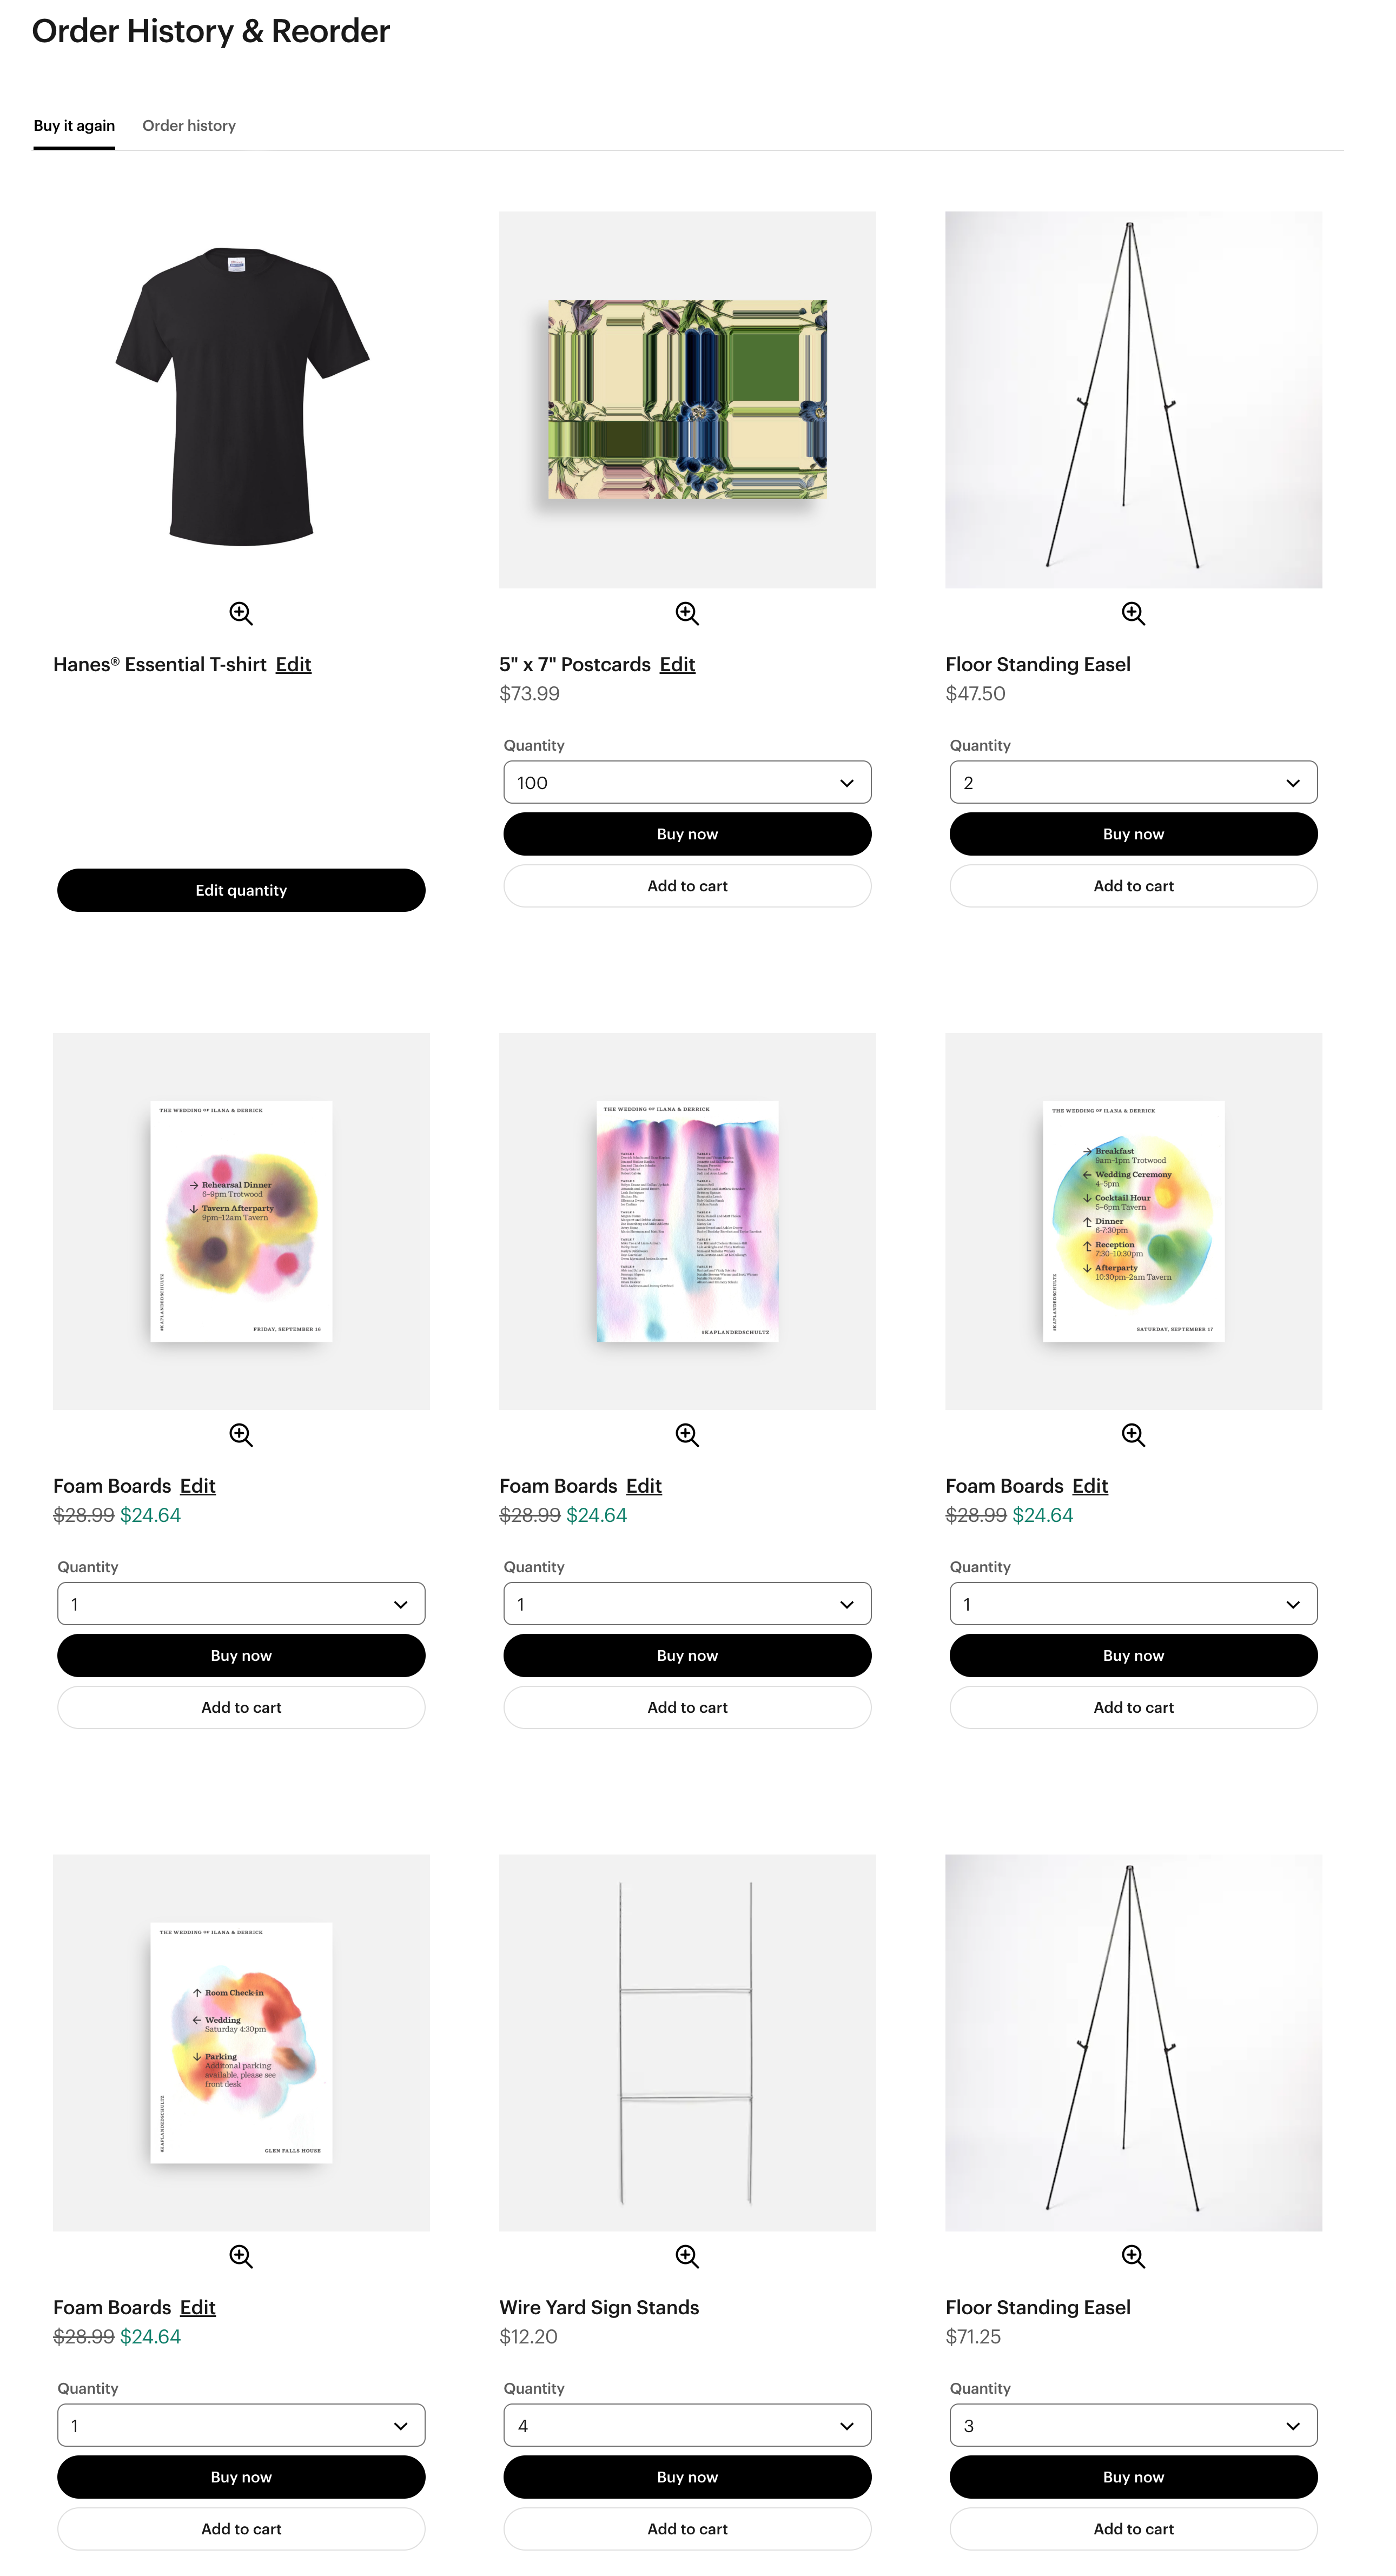 Order History & Reorder
Buy it again
Order history
Hanes® Essential T-shirt Edit
Edit quantity
5" x 7" Postcards Edit
$73.99
Quantity
100
Buy now
Add to cart
Floor Standing Easel
$47.50
Quantity
2
Buy now
Add to cart
THE WEDDING OF ILANA & DERRICK
→ Rehearsal Dinner
6–9pm Trotwood
↓ Tavern Afterparty
9pm–12am Tavern
#KAPLANDEDSCHULTZ
FRIDAY, SEPTEMBER 16
Foam Boards Edit
$28.99 $24.64
Quantity
1
Buy now
Add to cart
THE WEDDING OF ILANA & DERRICK
#KAPLANDEDSCHULTZ
Foam Boards Edit
$28.99 $24.64
Quantity
1
Buy now
Add to cart
THE WEDDING OF ILANA & DERRICK
→ Breakfast
9am–1pm Trotwood
← Wedding Ceremony
4–5pm
↓ Cocktail Hour
5–6pm Tavern
↑ Dinner
6-7:30pm
Reception
7:30–10:30pm
↓ Afterparty
10:30pm–2am Tavern
#KAPLANDEDSCHULTZ
SATURDAY, SEPTEMBER 17
Foam Boards Edit
$28.99 $24.64
Quantity
1
Buy now
Add to cart
THE WEDDING OF ILANA & DERRICK
↑ Room Check-in
← Wedding
Saturday 4:30pm
↓ Parking
Additonal parking
available, please see
front desk
#KAPLANDEDSCHULTZ
GLEN FALLS HOUSE
Foam Boards Edit
$28.99 $24.64
Quantity
1
Buy now
Add to cart
Wire Yard Sign Stands
$12.20
Quantity
4
Buy now
Add to cart
Floor Standing Easel
$71.25
Quantity
3
Buy now
Add to cart